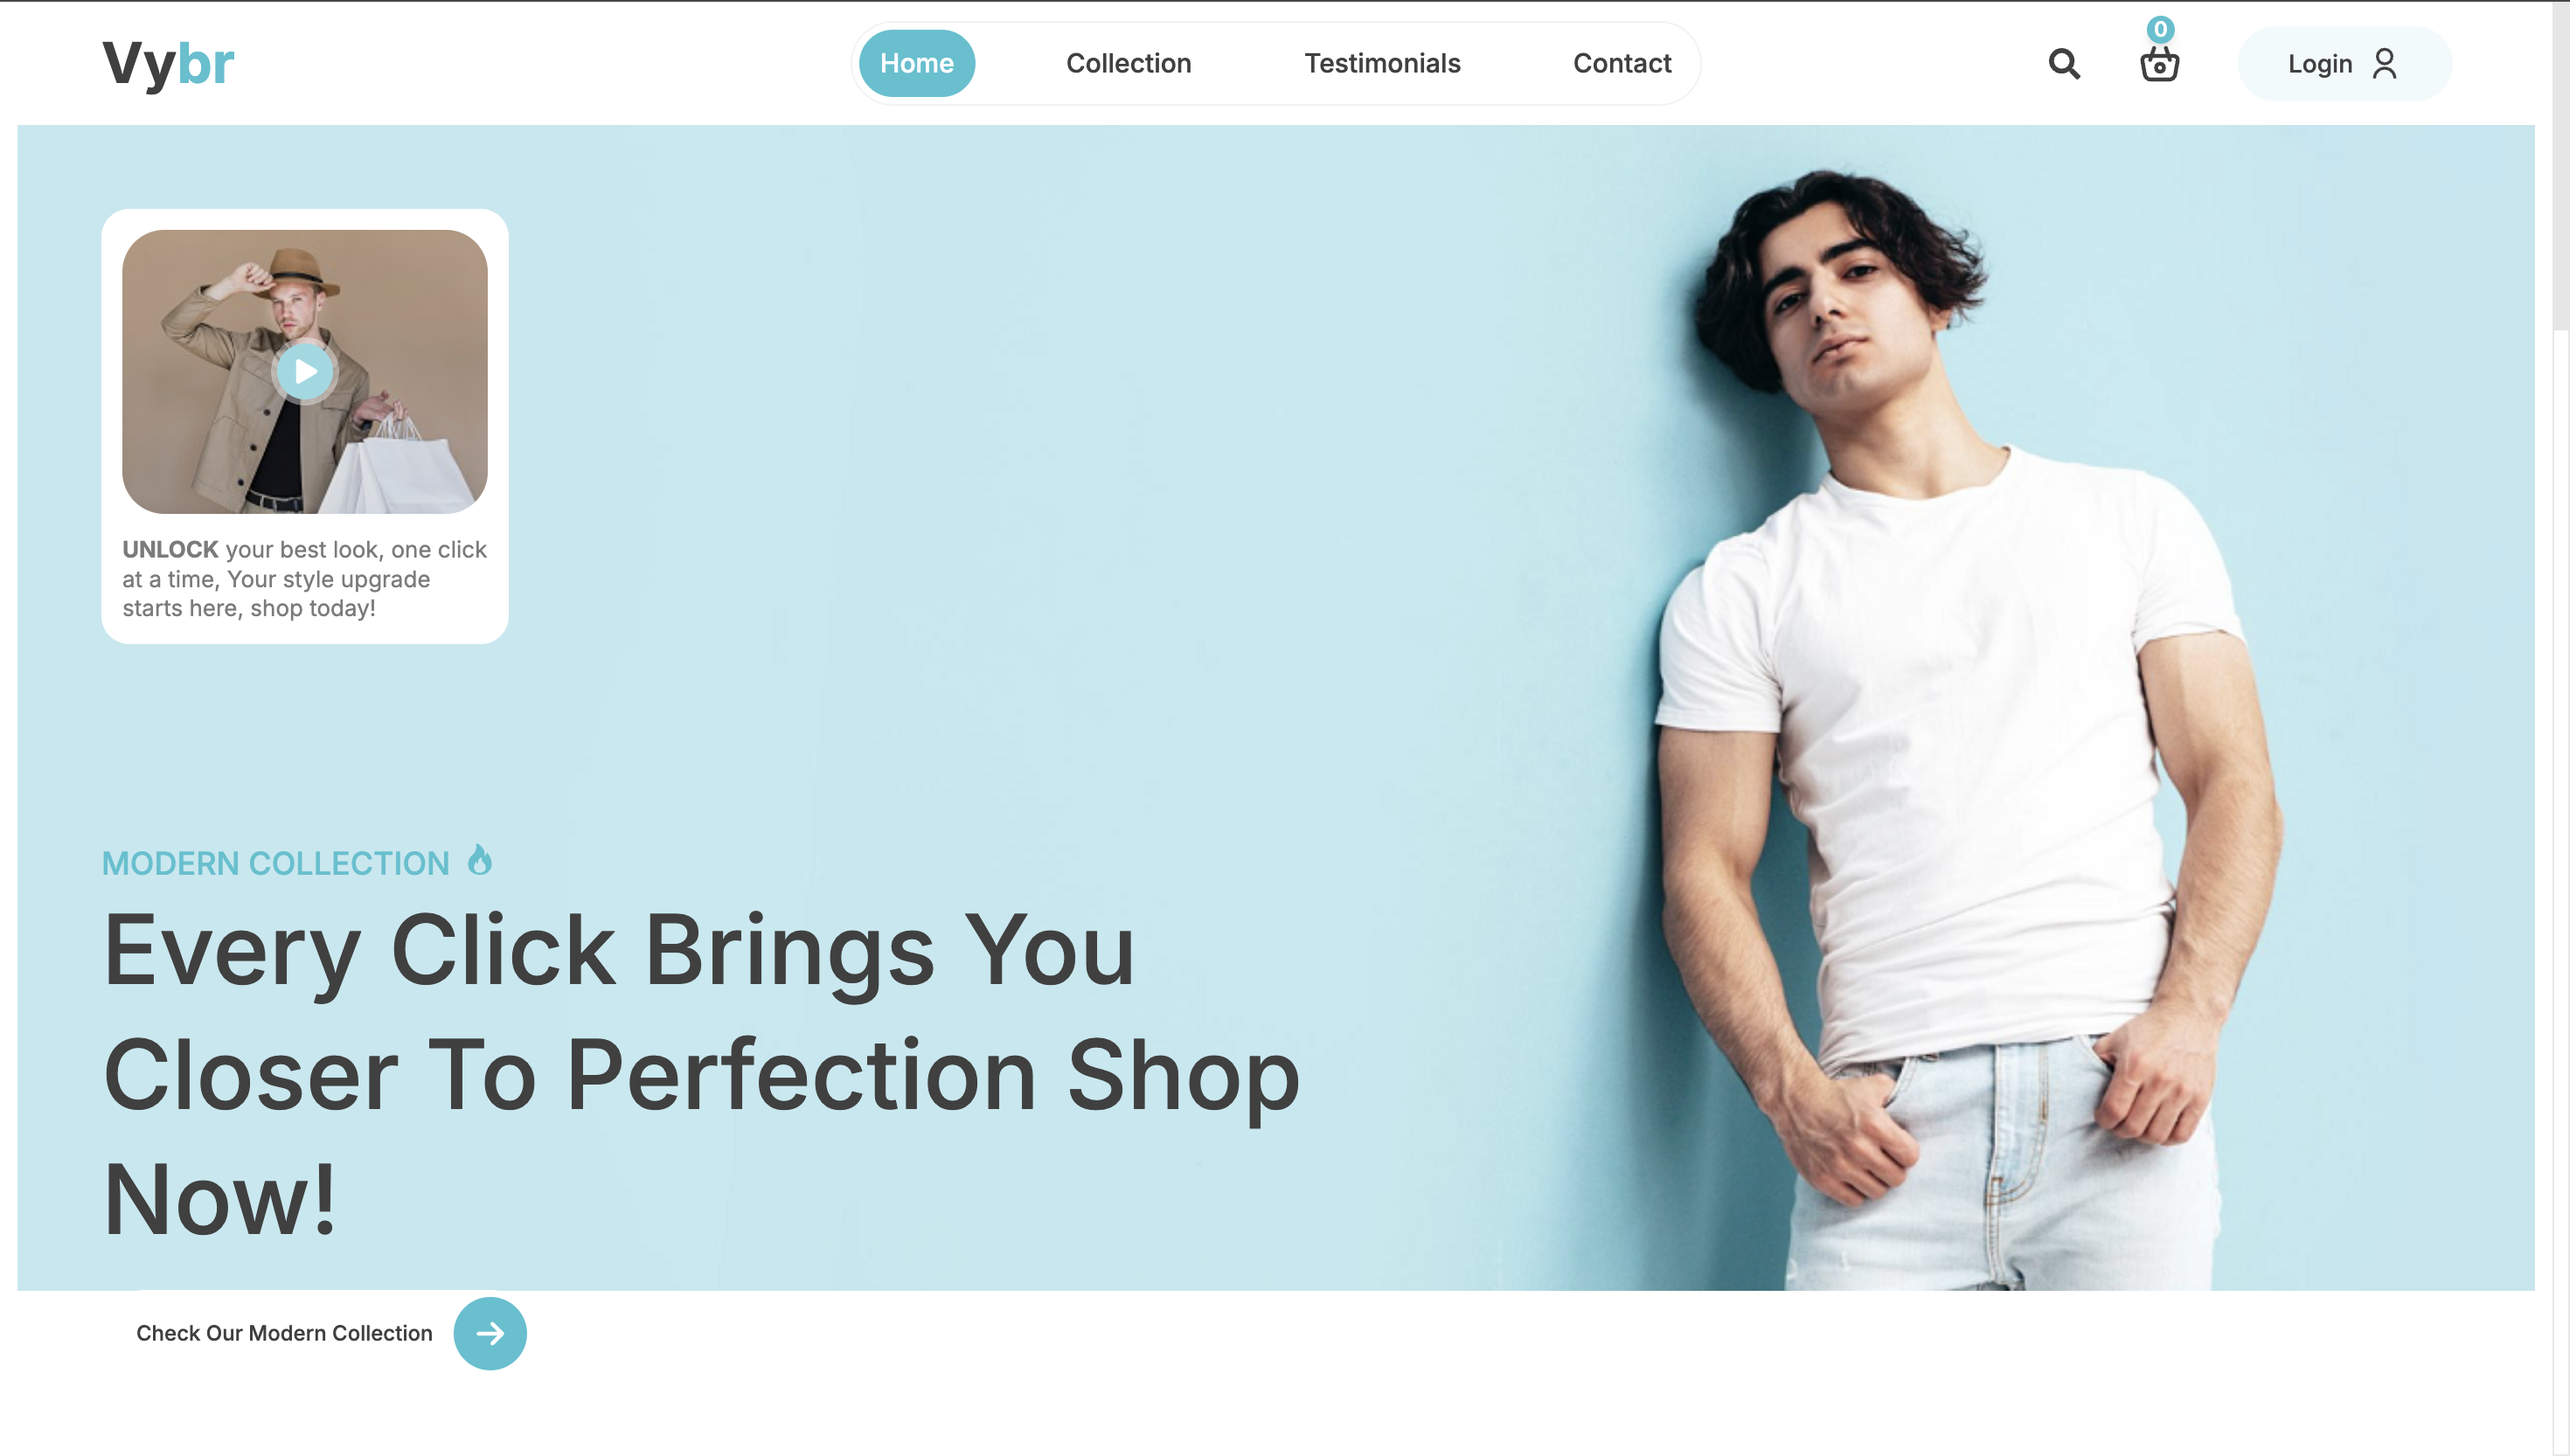 Vybr
Home
Collection
Testimonials
Contact
0
Login
UNLOCK your best look, one click
at a time, Your style upgrade
starts here, shop today!
MODERN COLLECTION
Every Click Brings You
Closer To Perfection Shop
Now!
Check Our Modern Collection